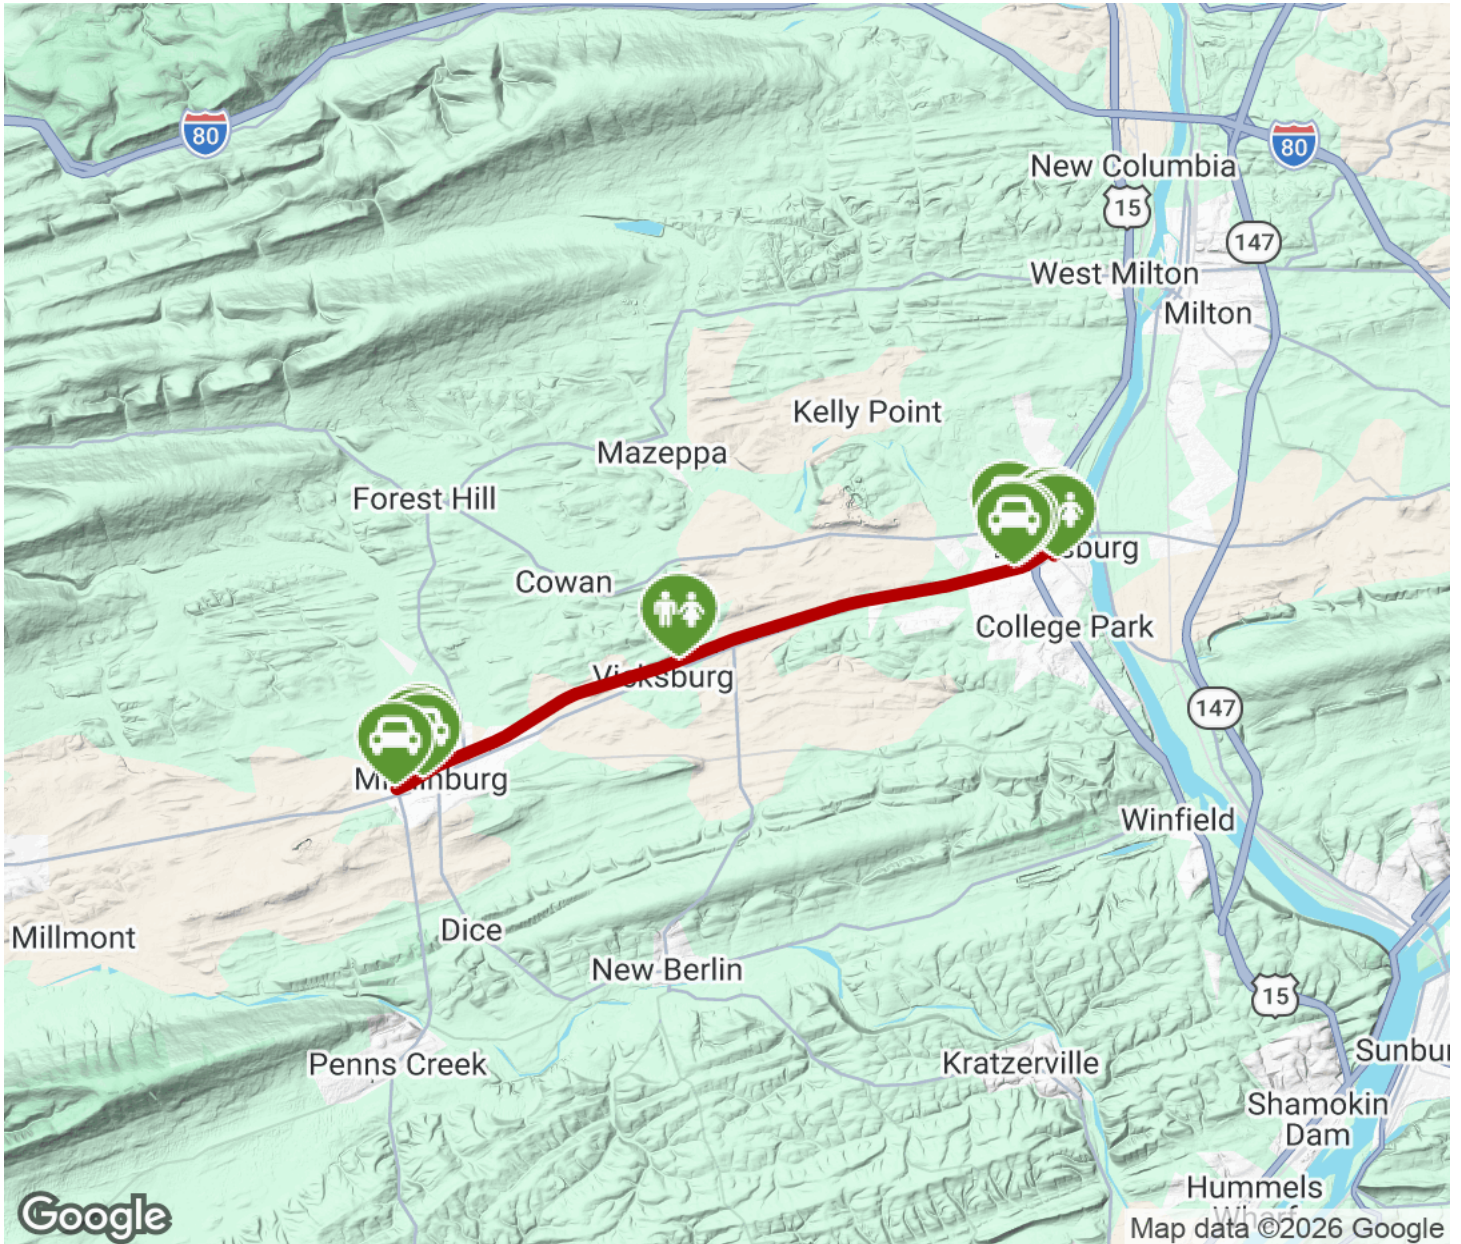 80
80
New Columbia
15
147
West Milton
Milton
Kelly Point
Mazeppa
Forest Hill
Cowan
College Park
Vicksburg
147
Winfield
Millmont
Dice
New Berlin
15
Penns Creek
Kratzerville
Shamokin
Dam
Hummels
Google
Map data ©2026 Google